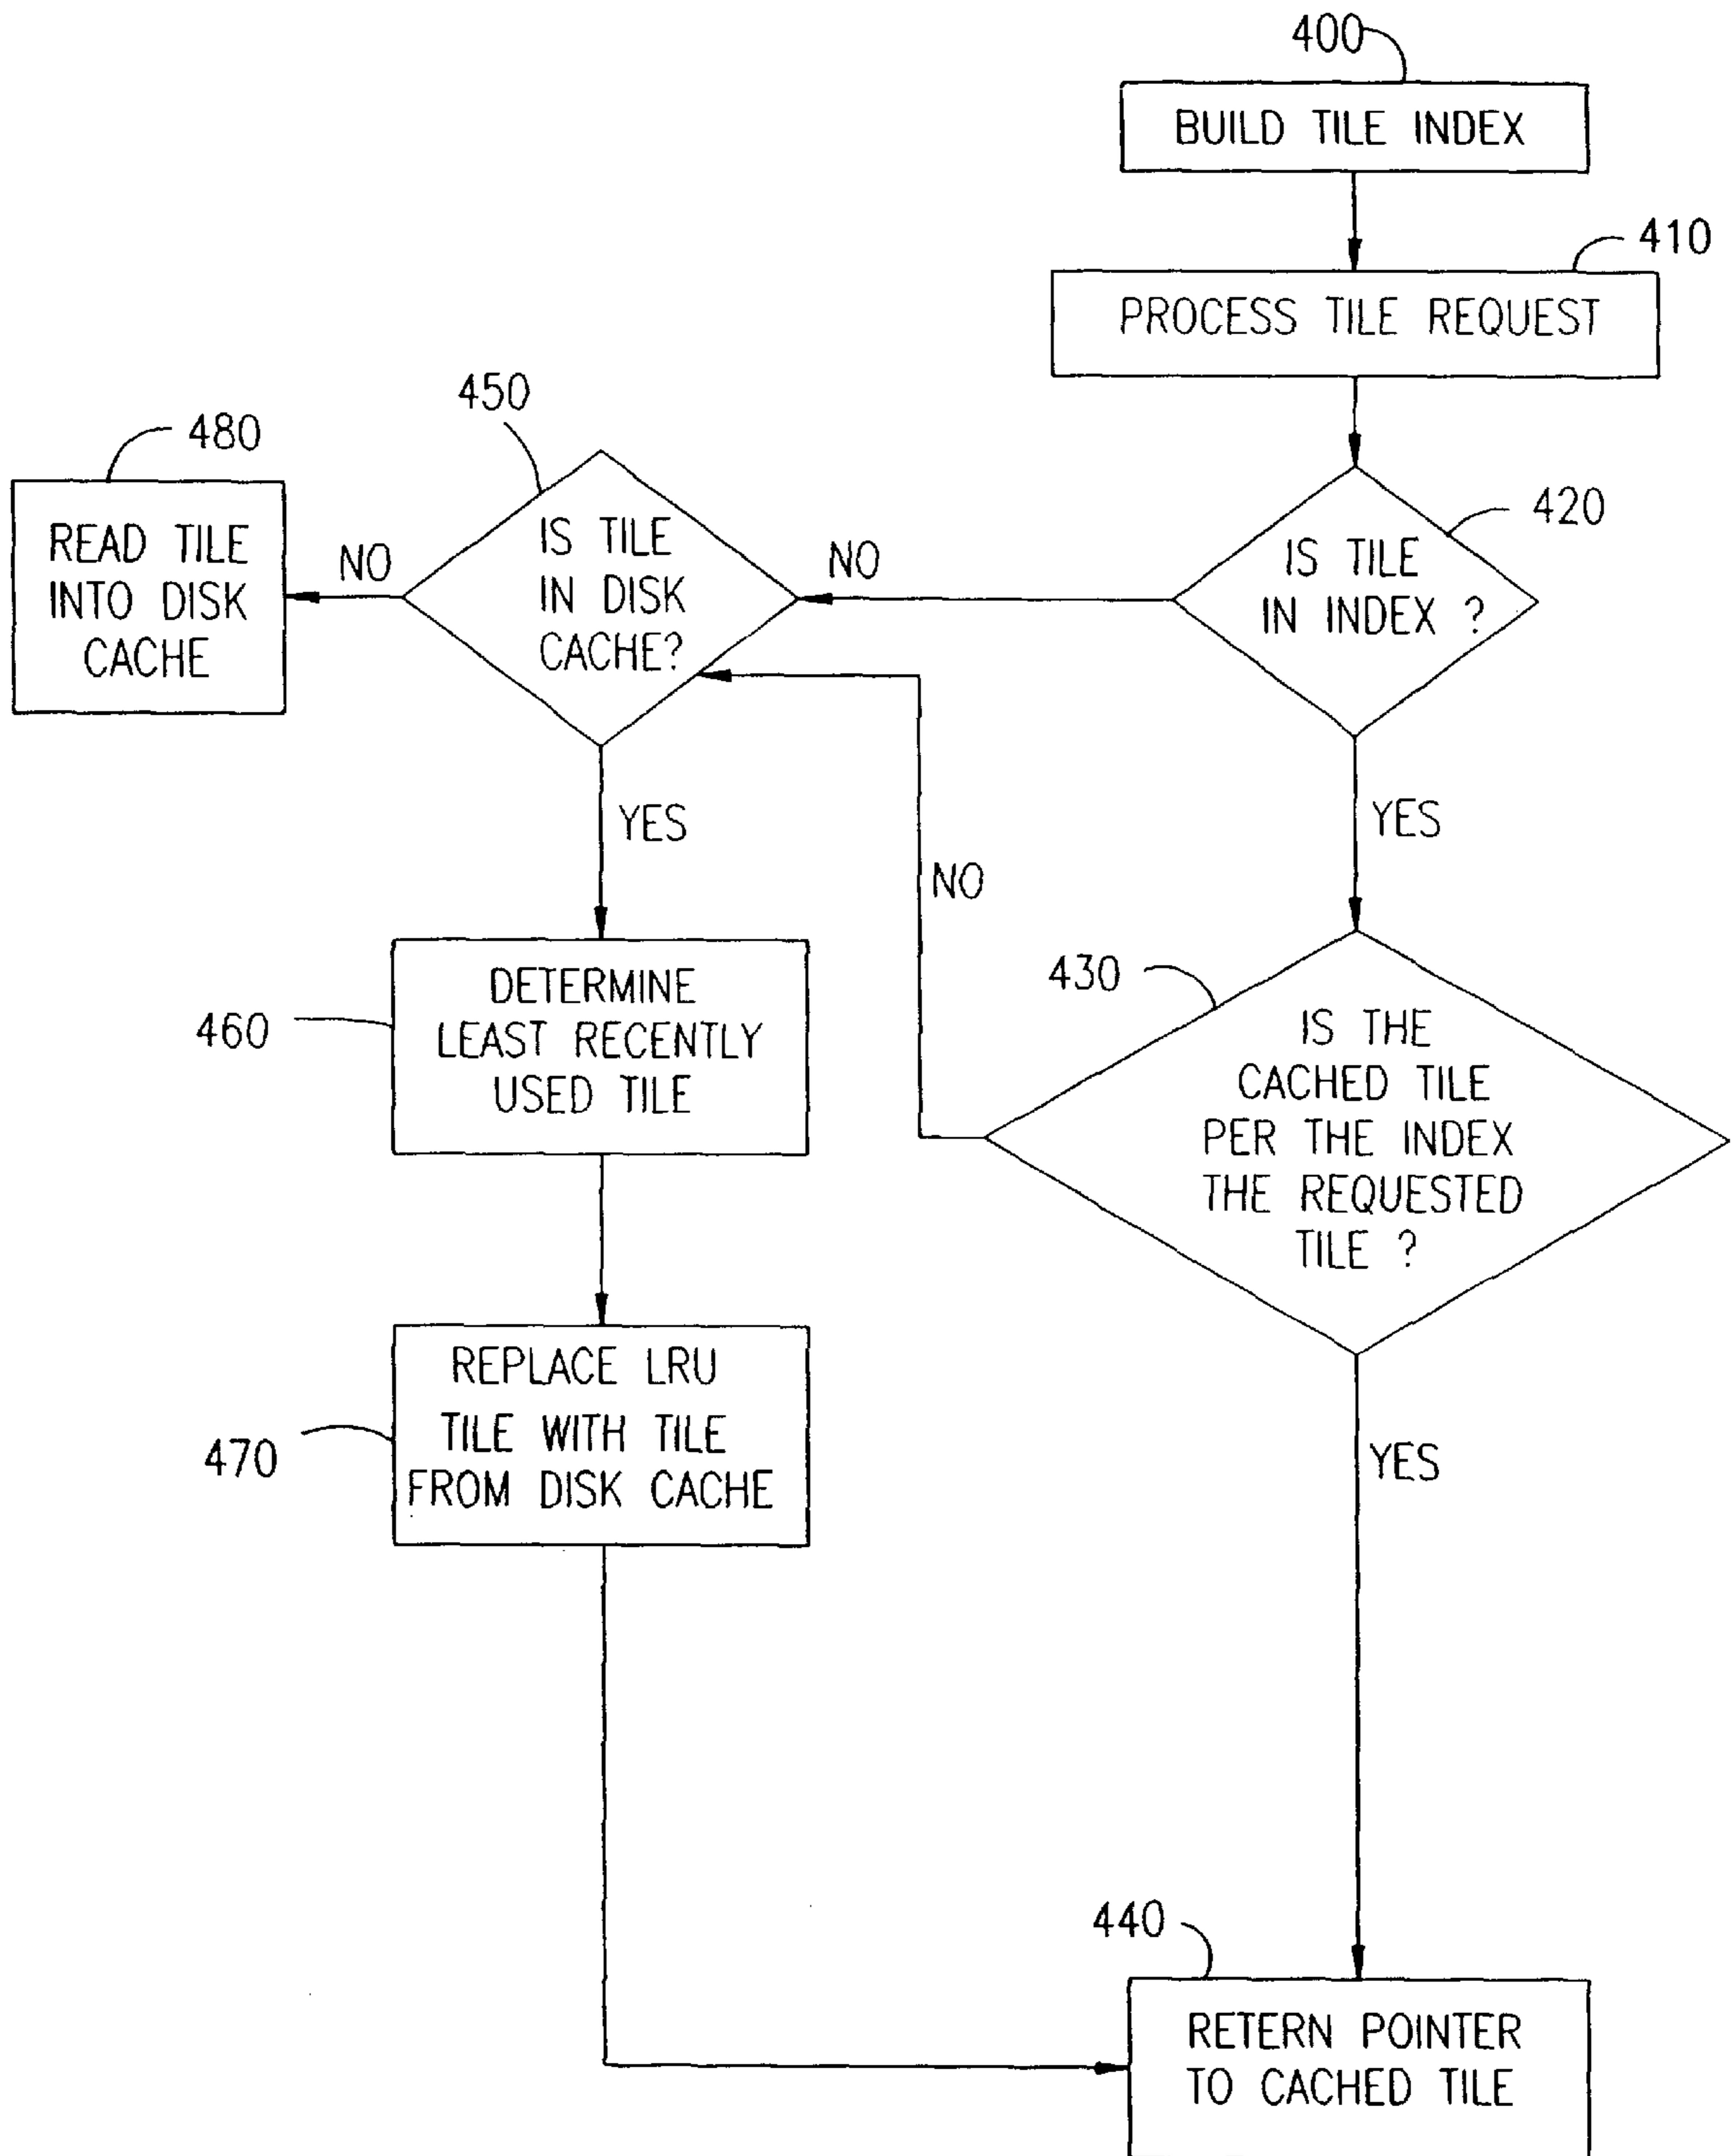 400
BUILD TILE INDEX
410
PROCESS TILE REQUEST
420
IS TILE
IN INDEX ?
NO
YES
450
IS TILE
IN DISK
CACHE?
NO
480
READ TILE
INTO DISK
CACHE
YES
430
IS THE
CACHED TILE
PER THE INDEX
THE REQUESTED
TILE ?
NO
YES
460
DETERMINE
LEAST RECENTLY
USED TILE
470
REPLACE LRU
TILE WITH TILE
FROM DISK CACHE
440
RETERN POINTER
TO CACHED TILE